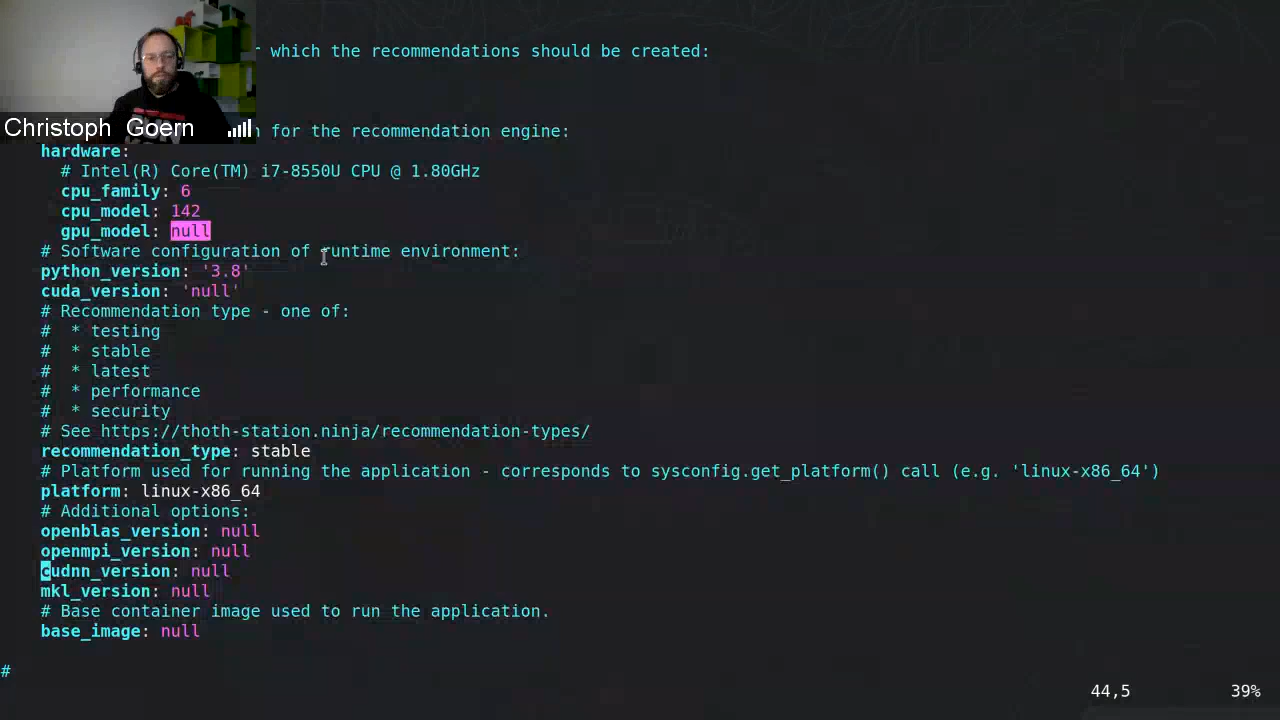 which the recommendations should be created:
Christoph Goern
for the recommendation engine:
hardware:
# Intel(R) Core(TM) i7-8550U CPU @ 1.80GHz
cpu_family: 6
cpu_model: 142
gpu_model: null
# Software configuration of runtime environment:
python_version: '3.8'
cuda_version: 'null'
# Recommendation type - one of:
#  * testing
#  * stable
#  * latest
#  * performance
#  * security
# See https://thoth-station.ninja/recommendation-types/
recommendation_type: stable
# Platform used for running the application - corresponds to sysconfig.get_platform() call (e.g. 'linux-x86_64')
platform: linux-x86_64
# Additional options:
openblas_version: null
openmpi_version: null
cudnn_version: null
mkl_version: null
# Base container image used to run the application.
base_image: null
#
44,5 39%